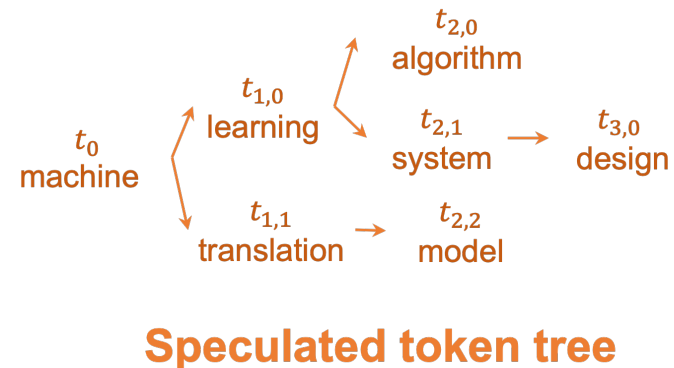 t2,0
algorithm
t1,0
learning
t2,1
system
t3,0
design
t0
machine
t1,1
translation
t2,2
model
Speculated token tree